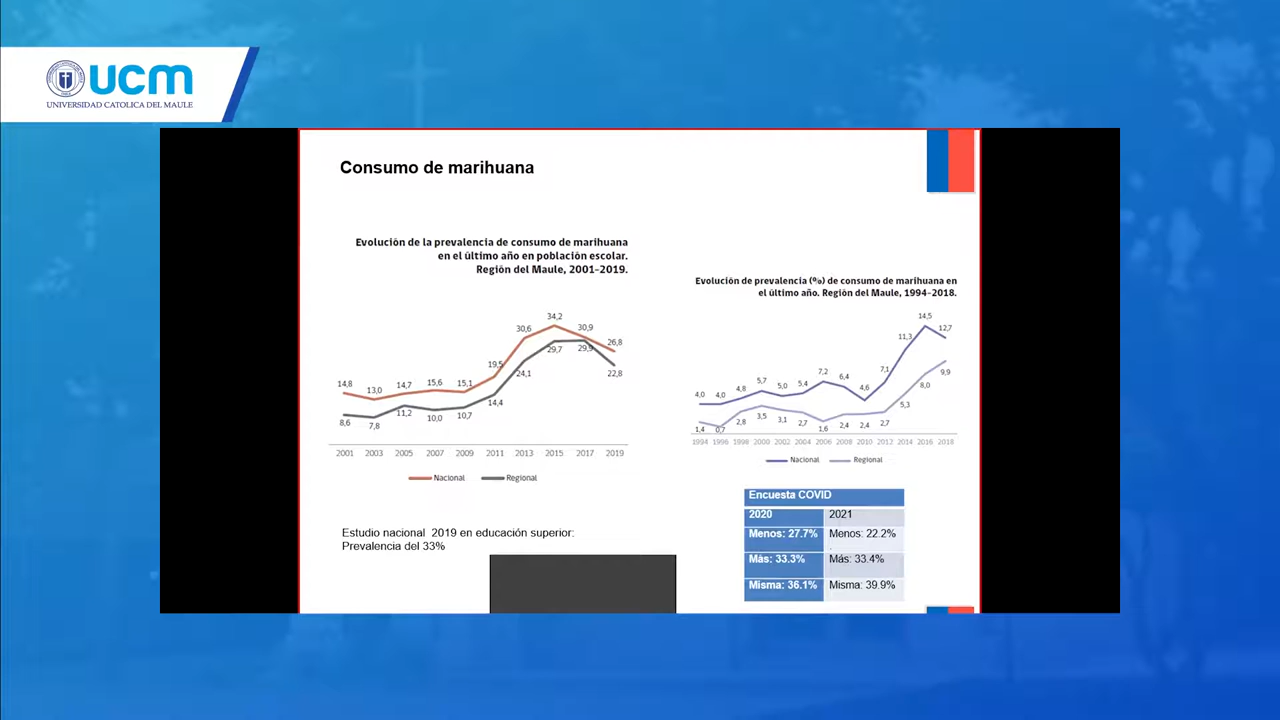 ucm
UNIVERSIDAD CATOLICA DEL MAULE
Consumo de marihuana
Evolución de la prevalencia de consumo de marihuana
en el último año en población escolar.
Región del Maule, 2001-2019.
34,2
30,6
30,9
26,8
19,5
14,8
13,0
14,7
15,6
15,1
29,7
29,9
24,1
22,8
14,4
8,6
7,8
11,2
10,0
10,7
2001 2003 2005 2007 2009 2011 2013 2015 2017 2019
Nacional Regional
Estudio nacional 2019 en educación superior:
Prevalencia del 33%
Evolución de prevalencia (%) de consumo de marihuana en
el último año. Región del Maule, 1994-2018.
14,5
12,7
11,3
7,2
6,4
7,1
4,0
4,0
4,8
5,7
5,0
5,4
4,6
9,9
8,0
5,3
1,4
0,7
2,8
3,5
3,1
2,7
1,6
2,4
2,4
2,7
1994 1996 1998 2000 2002 2004 2006 2008 2010 2012 2014 2016 2018
Nacional Regional
Encuesta COVID
2020 2021
Menos: 27.7% Menos: 22.2%
Más: 33.3% Más: 33.4%
Misma: 36.1% Misma: 39.9%